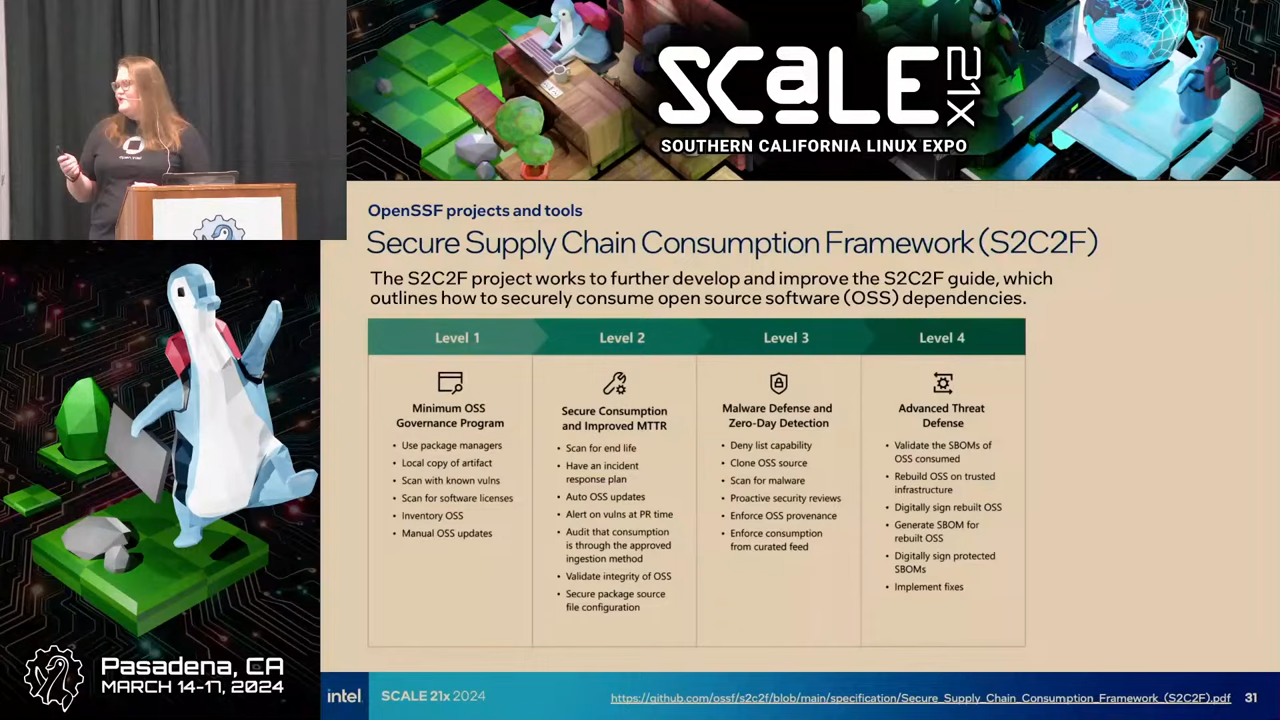 SCaLE 21x
SOUTHERN CALIFORNIA LINUX EXPO
Open.Intel
OpenSSF projects and tools
Secure Supply Chain Consumption Framework (S2C2F)
The S2C2F project works to further develop and improve the S2C2F guide, which
outlines how to securely consume open source software (OSS) dependencies.
Level 1
Minimum OSS
Governance Program
• Use package managers
• Local copy of artifact
• Scan with known vulns
• Scan for software licenses
• Inventory OSS
• Manual OSS updates
Level 2
Secure Consumption
and Improved MTTR
• Scan for end life
• Have an incident
response plan
• Auto OSS updates
• Alert on vulns at PR time
• Audit that consumption
is through the approved
ingestion method
• Validate integrity of OSS
• Secure package source
file configuration
Level 3
Malware Defense and
Zero-Day Detection
• Deny list capability
• Clone OSS source
• Scan for malware
• Proactive security reviews
• Enforce OSS provenance
• Enforce consumption
from curated feed
Level 4
Advanced Threat
Defense
• Validate the SBOMs of
OSS consumed
• Rebuild OSS on trusted
infrastructure
• Digitally sign rebuilt OSS
• Generate SBOM for
rebuilt OSS
• Digitally sign protected
SBOMs
• Implement fixes
Pasadena, CA
MARCH 14-17, 2024
intel
SCALE 21x 2024
https://github.com/ossf/s2c2f/blob/main/specification/Secure_Supply_Chain_Consumption_Framework_(S2C2F).pdf
31